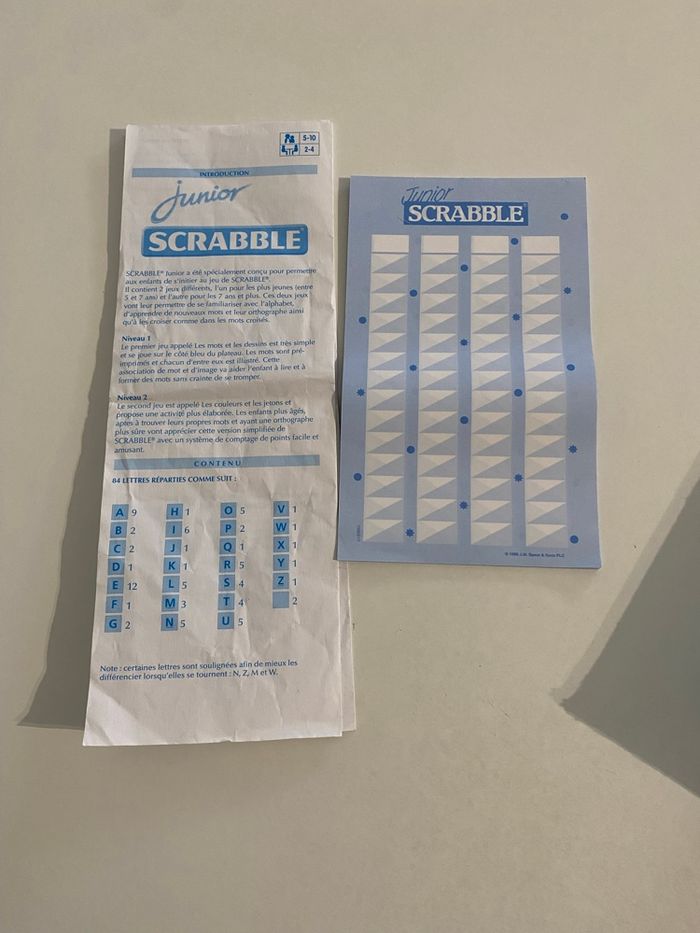 5-10
2-4
INTRODUCTION
Junior
SCRABBLE
SCRABBLE® Junior a été spécialement conçu pour permettre
aux enfants de s'initier au jeu de SCRABBLE®.
Il contient 2 jeux différents, l'un pour les plus jeunes (entre
5 et 7 ans) et l'autre pour les 7 ans et plus. Ces deux jeux
vont leur permettre de se familiariser avec l'alphabet,
d'apprendre de nouveaux mots et leur orthographe ainsi
qu'à les croiser comme dans les mots croisés.
Niveau 1
Le premier jeu appelé Les mots et les dessins est très simple
et se joue sur le côté bleu du plateau. Les mots sont pré-
imprimés et chacun d'entre eux est illustré. Cette
association de mot et d'image va aider l'enfant à lire et à
former des mots sans crainte de se tromper.
Niveau 2
Le second jeu est appelé Les couleurs et les jetons et
propose une activité plus élaborée. Les enfants plus âgés,
aptes à trouver leurs propres mots et ayant une orthographe
plus sûre vont apprécier cette version simplifiée de
SCRABBLE® avec un système de comptage de points facile et
amusant.
CONTENU
84 LETTRES RÉPARTIES COMME SUIT :
A 9 H 1 O 5 V 1
B 2 I 6 P 2 W 1
C 2 J 1 Q 1 X 1
D 1 K 1 R 5 Y 1
E 12 L 5 S 4 Z 1
F 1 M 3 T 4 2
G 2 N 5 U 5
Note : certaines lettres sont soulignées afin de mieux les
différencier lorsqu'elles se tournent : N, Z, M et W.
Junior
SCRABBLE
J.W. Spear & Sons PLC